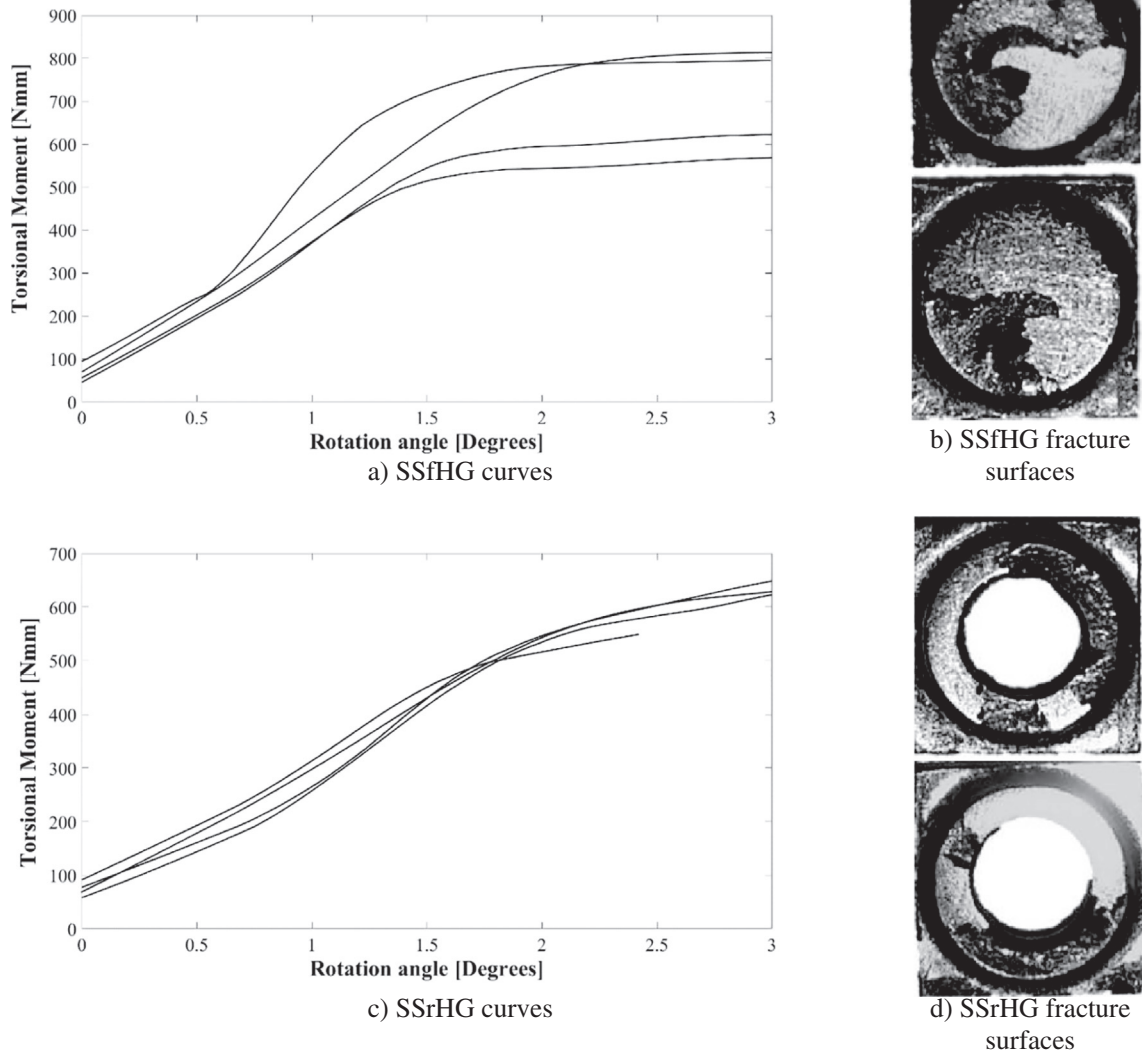 900
800
700
600
500
400
300
200
100
0
Torsional Moment [Nmm]
0 0.5 1 1.5 2 2.5 3
Rotation angle [Degrees]
a) SSfHG curves
b) SSfHG fracture
surfaces
700
600
500
400
300
200
100
0
Torsional Moment [Nmm]
0 0.5 1 1.5 2 2.5 3
Rotation angle [Degrees]
c) SSrHG curves
d) SSrHG fracture
surfaces